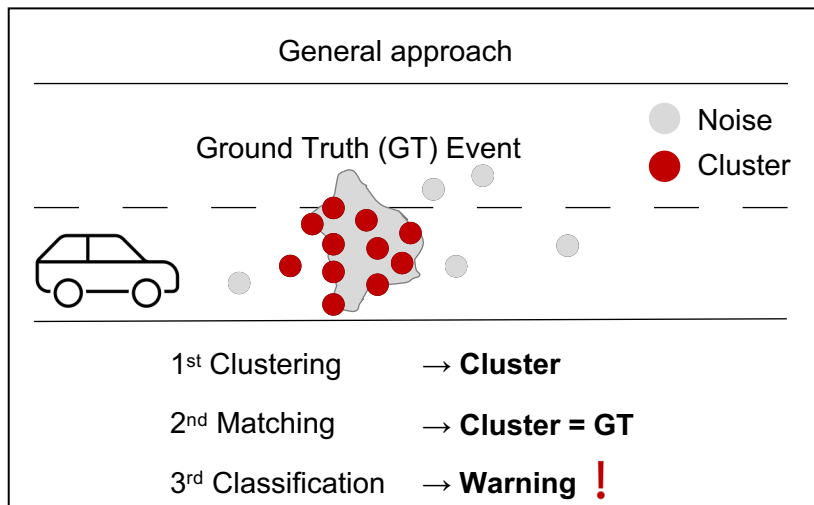 General approach
Noise
Ground Truth (GT) Event
Cluster
1st Clustering → Cluster
2nd Matching → Cluster = GT
3rd Classification → Warning !